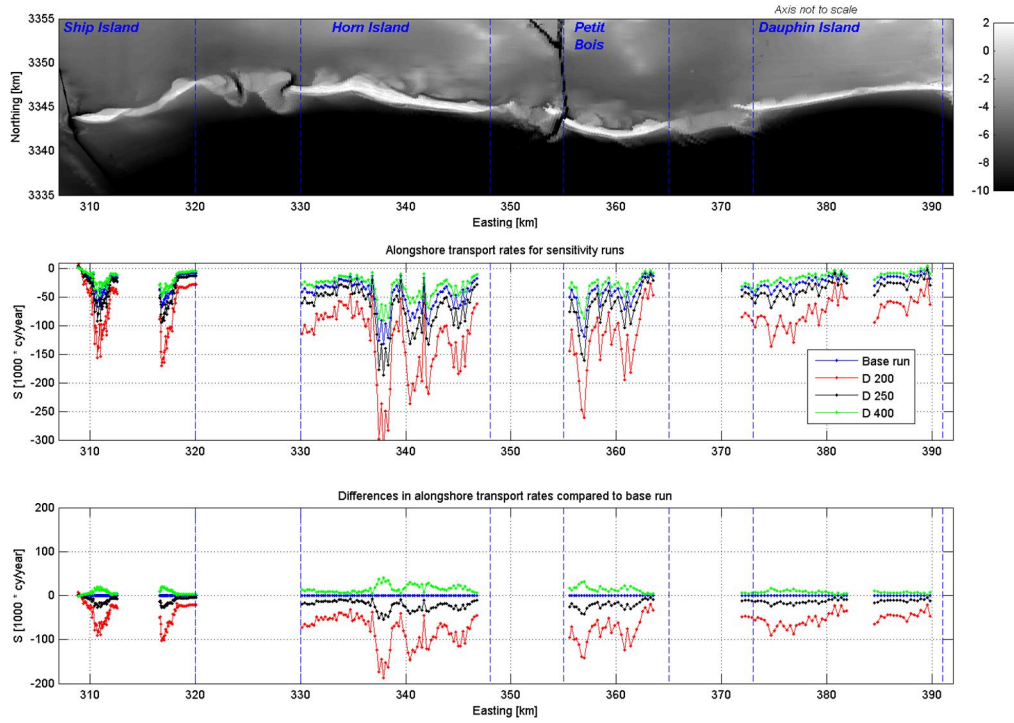 Axis not to scale
3355
3350
3345
3340
3335
Northing [km]
Ship Island
Horn Island
Petit
Bois
Dauphin Island
2
0
-2
-4
-6
-8
-10
310 320 330 340 350 360 370 380 390
Easting [km]
Alongshore transport rates for sensitivity runs
0
-50
-100
-150
-200
-250
-300
S [1000 * cy/year]
Base run
D 200
D 250
D 400
310 320 330 340 350 360 370 380 390
Differences in alongshore transport rates compared to base run
200
100
0
-100
-200
S [1000 * cy/year]
310 320 330 340 350 360 370 380 390
Easting [km]